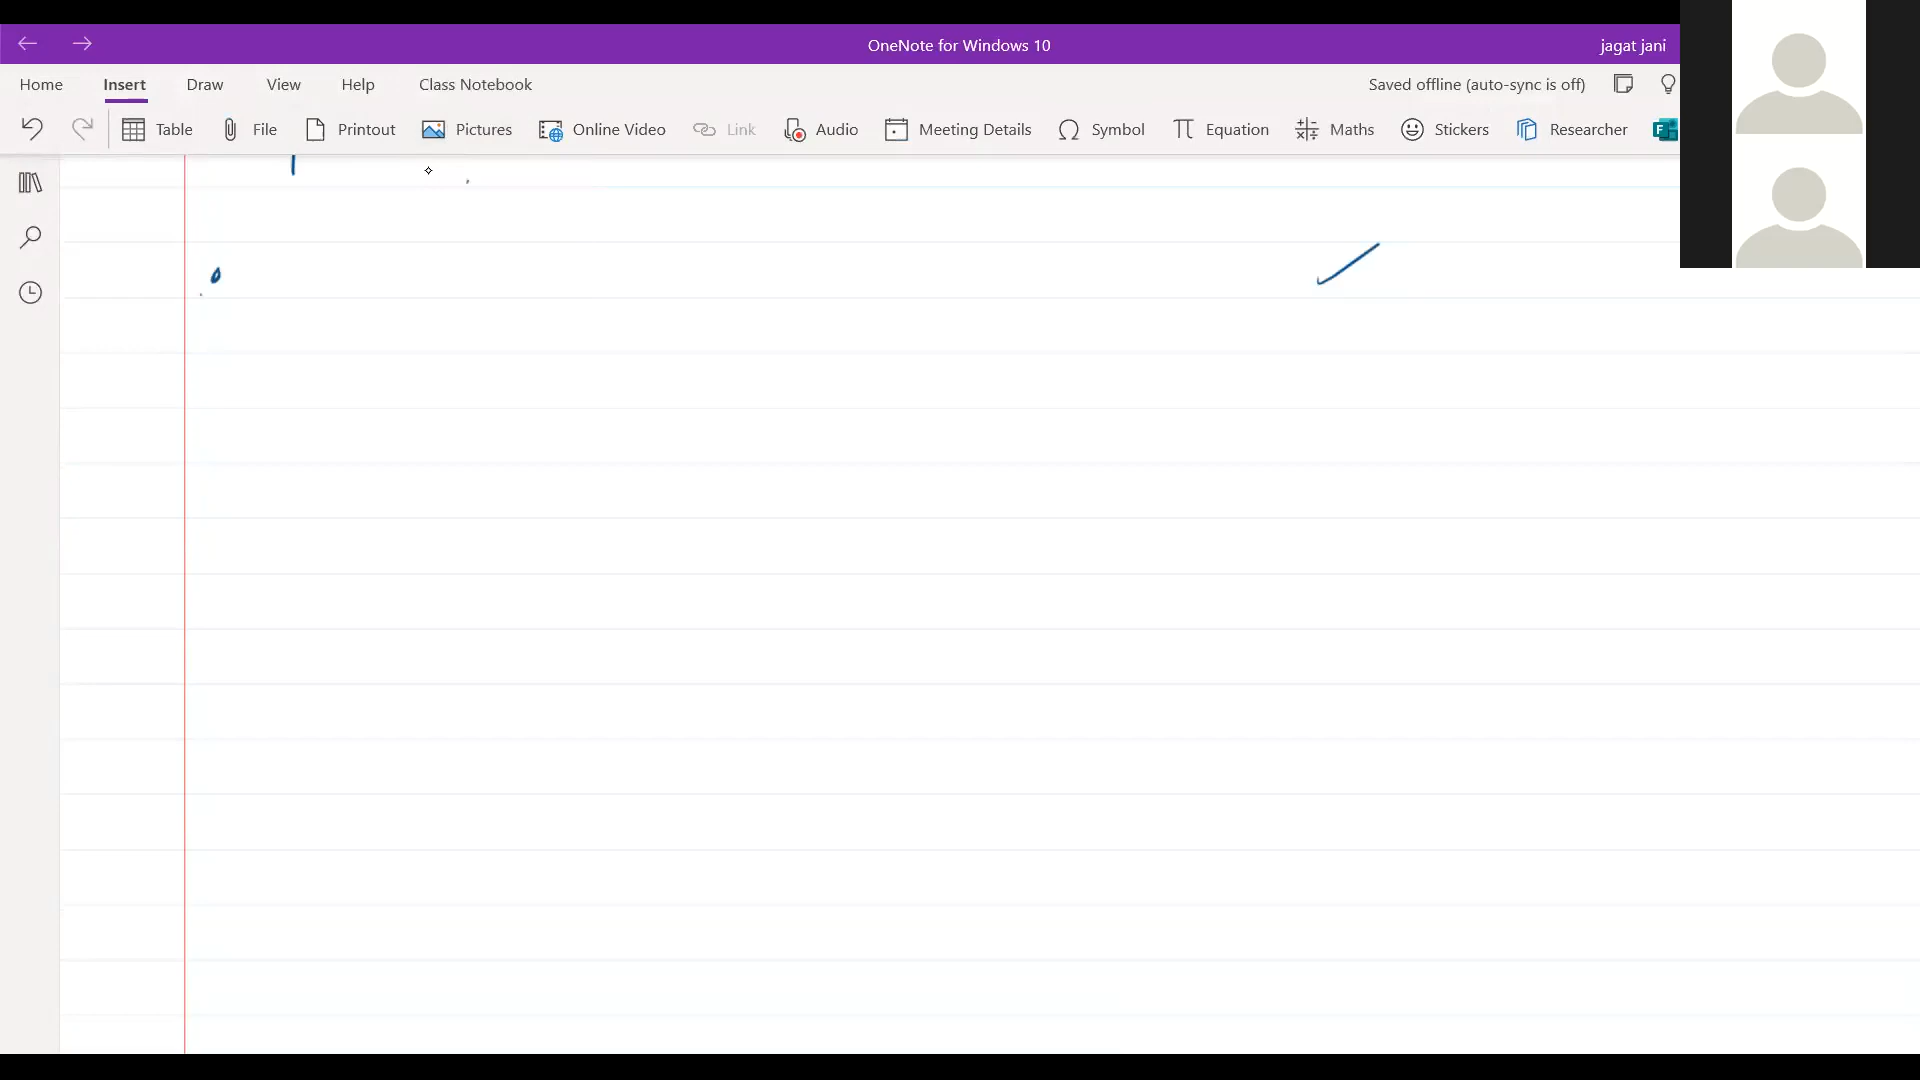 OneNote for Windows 10
jagat jani
Home Insert Draw View Help Class Notebook
Saved offline (auto-sync is off)
Table File Printout Pictures Online Video Link Audio Meeting Details Symbol Equation Maths Stickers Researcher